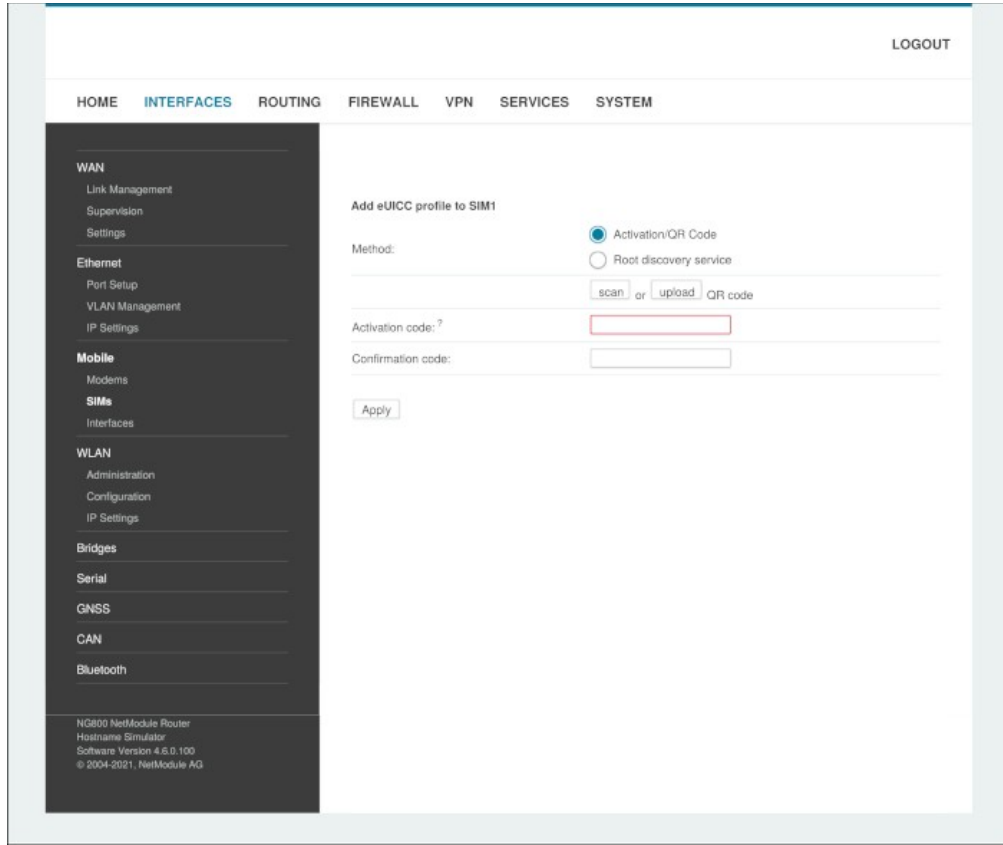 LOGOUT
HOME INTERFACES ROUTING FIREWALL VPN SERVICES SYSTEM
WAN
Link Management
Supervision
Settings
Ethernet
Port Setup
VLAN Management
IP Settings
Mobile
Modems
SIMs
Interfaces
WLAN
Administration
Configuration
IP Settings
Bridges
Serial
GNSS
CAN
Bluetooth
NG800 NetModule Router
Hostname Simulator
Software Version 4.6.0.100
© 2004-2021, NetModule AG
Add eUICC profile to SIM1
Method:
Activation/QR Code
Root discovery service
scan or upload QR code
Activation code: ?
Confirmation code:
Apply